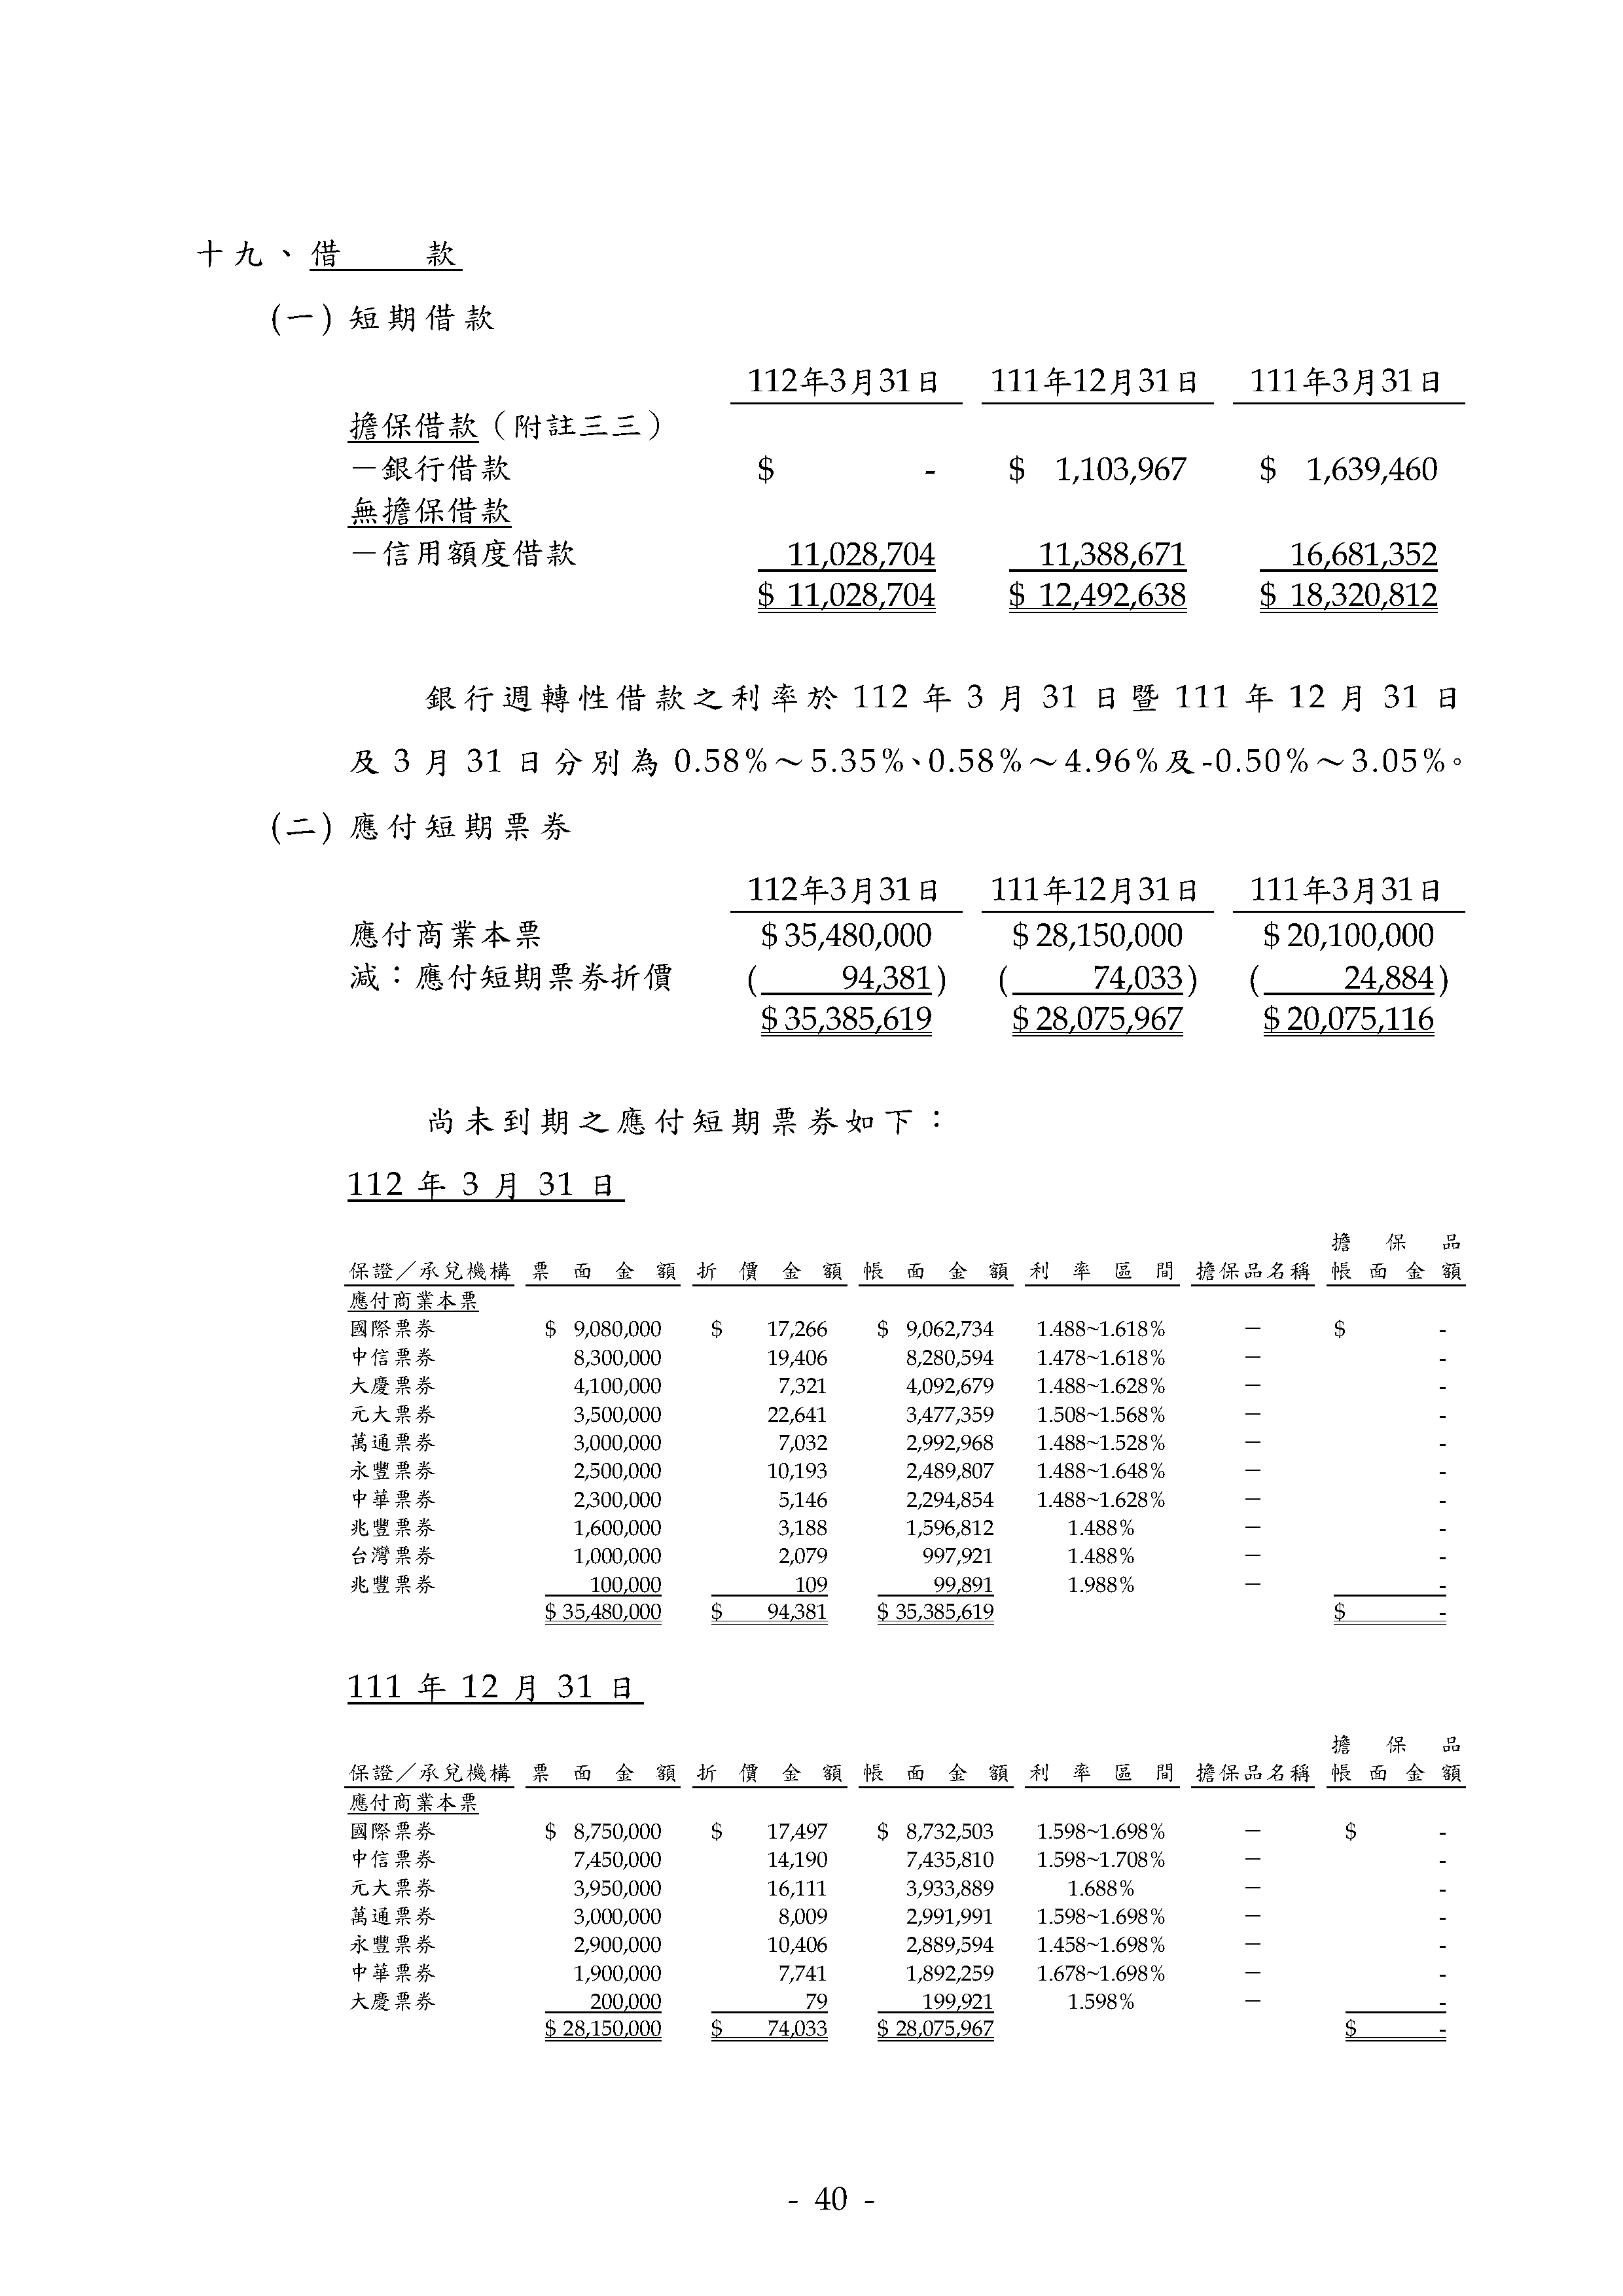 十九、借　　款
(一) 短期借款
112年3月31日 111年12月31日 111年3月31日
擔保借款（附註三三）
－銀行借款 $ - $ 1,103,967 $ 1,639,460
無擔保借款
－信用額度借款 11,028,704 11,388,671 16,681,352
$ 11,028,704 $ 12,492,638 $ 18,320,812
銀行週轉性借款之利率於 112 年 3 月 31 日暨 111 年 12 月 31 日
及 3 月 31 日分別為 0.58%～5.35%、0.58%～4.96%及-0.50%～3.05%。
(二) 應付短期票券
112年3月31日 111年12月31日 111年3月31日
應付商業本票 $ 35,480,000 $ 28,150,000 $ 20,100,000
減：應付短期票券折價 ( 94,381) ( 74,033) ( 24,884)
$ 35,385,619 $ 28,075,967 $ 20,075,116
尚未到期之應付短期票券如下：
112 年 3 月 31 日
擔保品
保證／承兌機構 票面金額 折價金額 帳面金額 利率區間 擔保品名稱 帳面金額
應付商業本票
國際票券 $ 9,080,000 $ 17,266 $ 9,062,734 1.488~1.618% － $ -
中信票券 8,300,000 19,406 8,280,594 1.478~1.618% － -
大慶票券 4,100,000 7,321 4,092,679 1.488~1.628% － -
元大票券 3,500,000 22,641 3,477,359 1.508~1.568% － -
萬通票券 3,000,000 7,032 2,992,968 1.488~1.528% － -
永豐票券 2,500,000 10,193 2,489,807 1.488~1.648% － -
中華票券 2,300,000 5,146 2,294,854 1.488~1.628% － -
兆豐票券 1,600,000 3,188 1,596,812 1.488% － -
台灣票券 1,000,000 2,079 997,921 1.488% － -
兆豐票券 100,000 109 99,891 1.988% － -
$ 35,480,000 $ 94,381 $ 35,385,619 $ -
111 年 12 月 31 日
擔保品
保證／承兌機構 票面金額 折價金額 帳面金額 利率區間 擔保品名稱 帳面金額
應付商業本票
國際票券 $ 8,750,000 $ 17,497 $ 8,732,503 1.598~1.698% － $ -
中信票券 7,450,000 14,190 7,435,810 1.598~1.708% － -
元大票券 3,950,000 16,111 3,933,889 1.688% － -
萬通票券 3,000,000 8,009 2,991,991 1.598~1.698% － -
永豐票券 2,900,000 10,406 2,889,594 1.458~1.698% － -
中華票券 1,900,000 7,741 1,892,259 1.678~1.698% － -
大慶票券 200,000 79 199,921 1.598% － -
$ 28,150,000 $ 74,033 $ 28,075,967 $ -
- 40 -